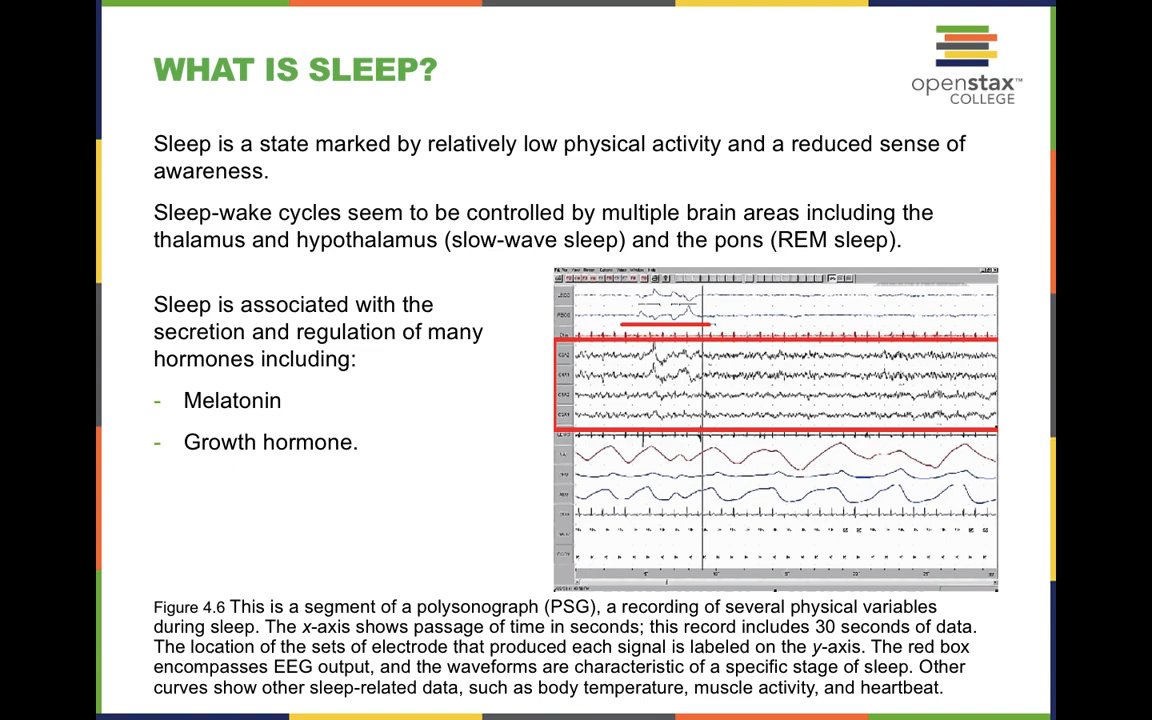 WHAT IS SLEEP?
openstax™
COLLEGE
Sleep is a state marked by relatively low physical activity and a reduced sense of
awareness.
Sleep-wake cycles seem to be controlled by multiple brain areas including the
thalamus and hypothalamus (slow-wave sleep) and the pons (REM sleep).
Sleep is associated with the
secretion and regulation of many
hormones including:
- Melatonin
- Growth hormone.
Figure 4.6 This is a segment of a polysonograph (PSG), a recording of several physical variables
during sleep. The x-axis shows passage of time in seconds; this record includes 30 seconds of data.
The location of the sets of electrode that produced each signal is labeled on the y-axis. The red box
encompasses EEG output, and the waveforms are characteristic of a specific stage of sleep. Other
curves show other sleep-related data, such as body temperature, muscle activity, and heartbeat.